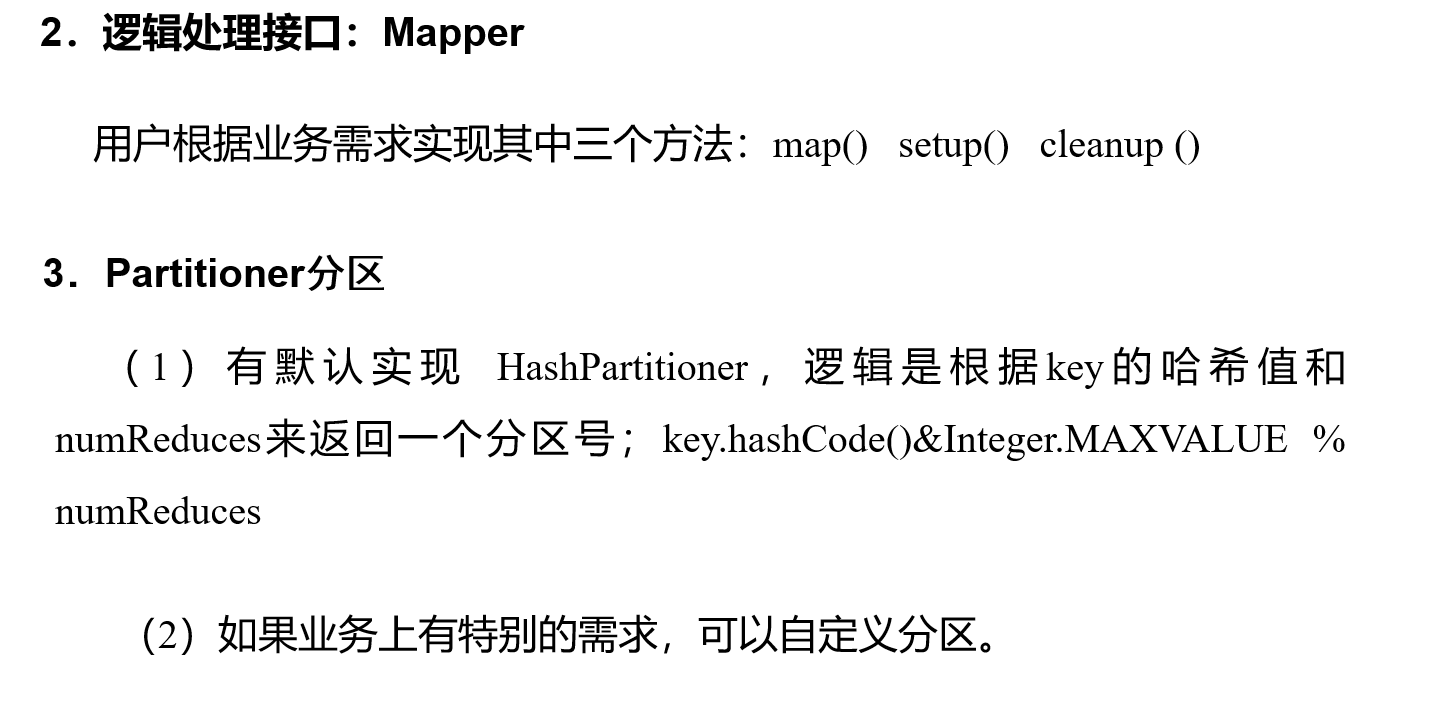 2．逻辑处理接口：Mapper
用户根据业务需求实现其中三个方法：map() setup() cleanup ()
3．Partitioner分区
（1）有默认实现 HashPartitioner，逻辑是根据key的哈希值和
numReduces来返回一个分区号；key.hashCode()&Integer.MAXVALUE %
numReduces
（2）如果业务上有特别的需求，可以自定义分区。